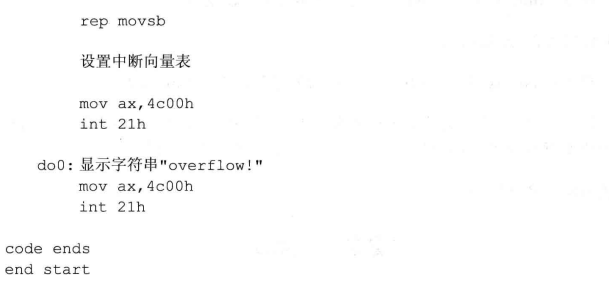 rep movsb
设置中断向量表
mov ax,4c00h
int 21h
do0: 显示字符串"overflow!"
mov ax,4c00h
int 21h
code ends
end start